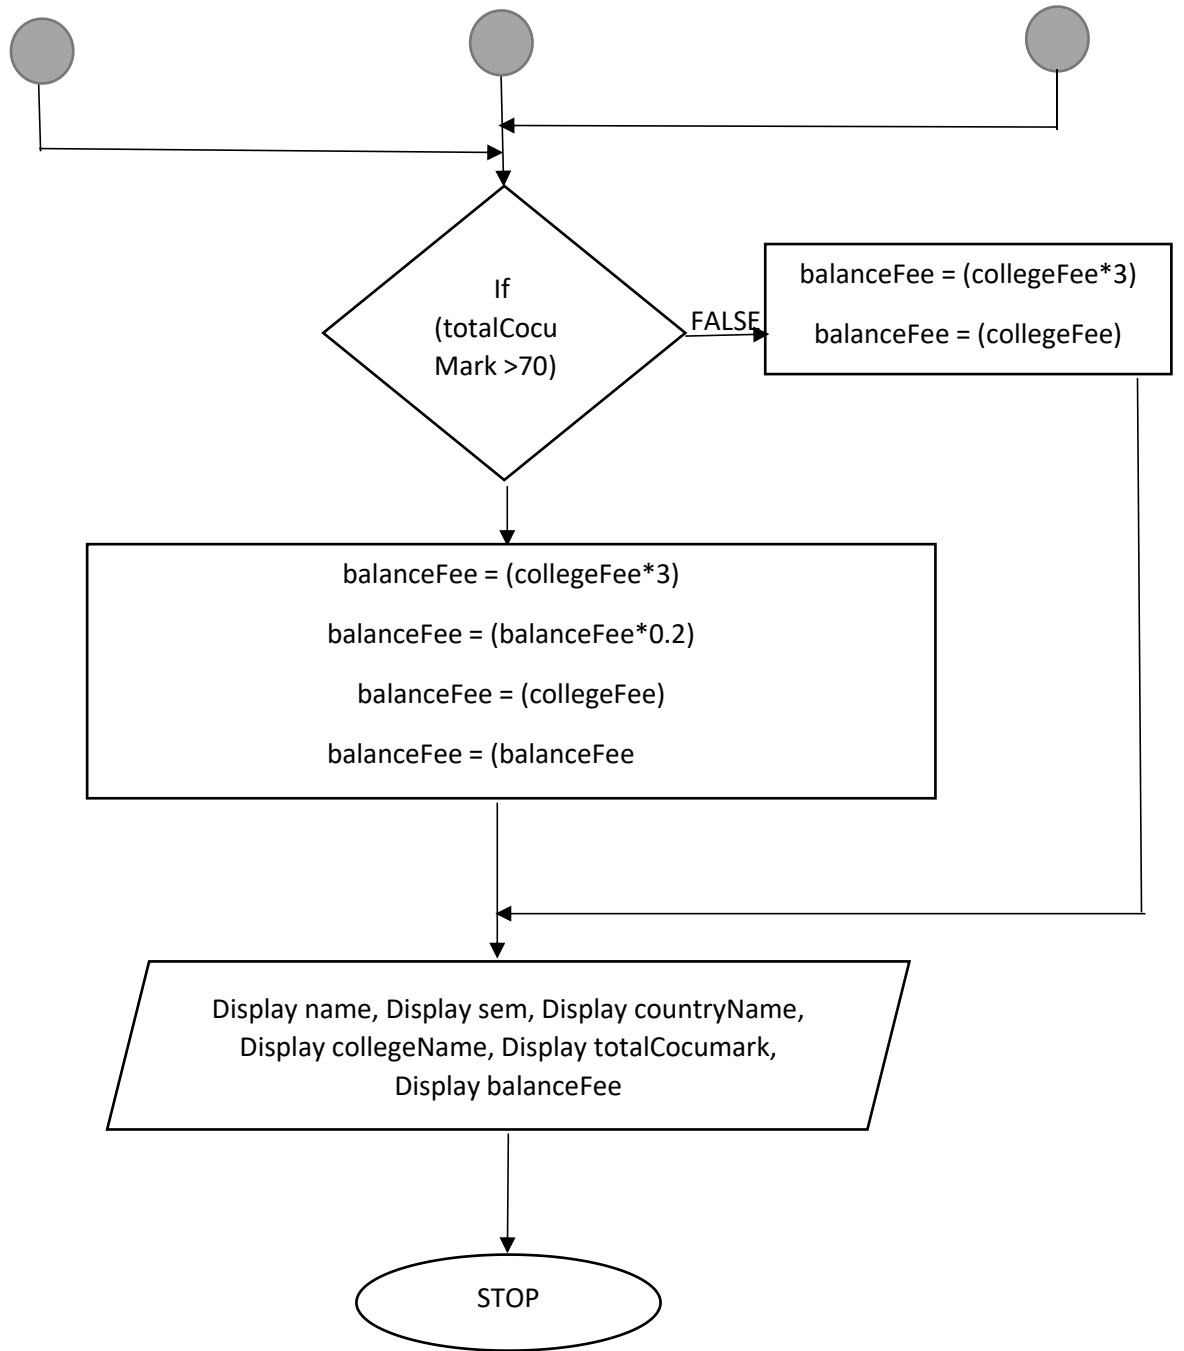 If
(totalCocu
Mark >70)
FALSE
balanceFee = (collegeFee*3)
balanceFee = (collegeFee)
balanceFee = (collegeFee*3)
balanceFee = (balanceFee*0.2)
balanceFee = (collegeFee)
balanceFee = (balanceFee
Display name, Display sem, Display countryName,
Display collegeName, Display totalCocumark,
Display balanceFee
STOP